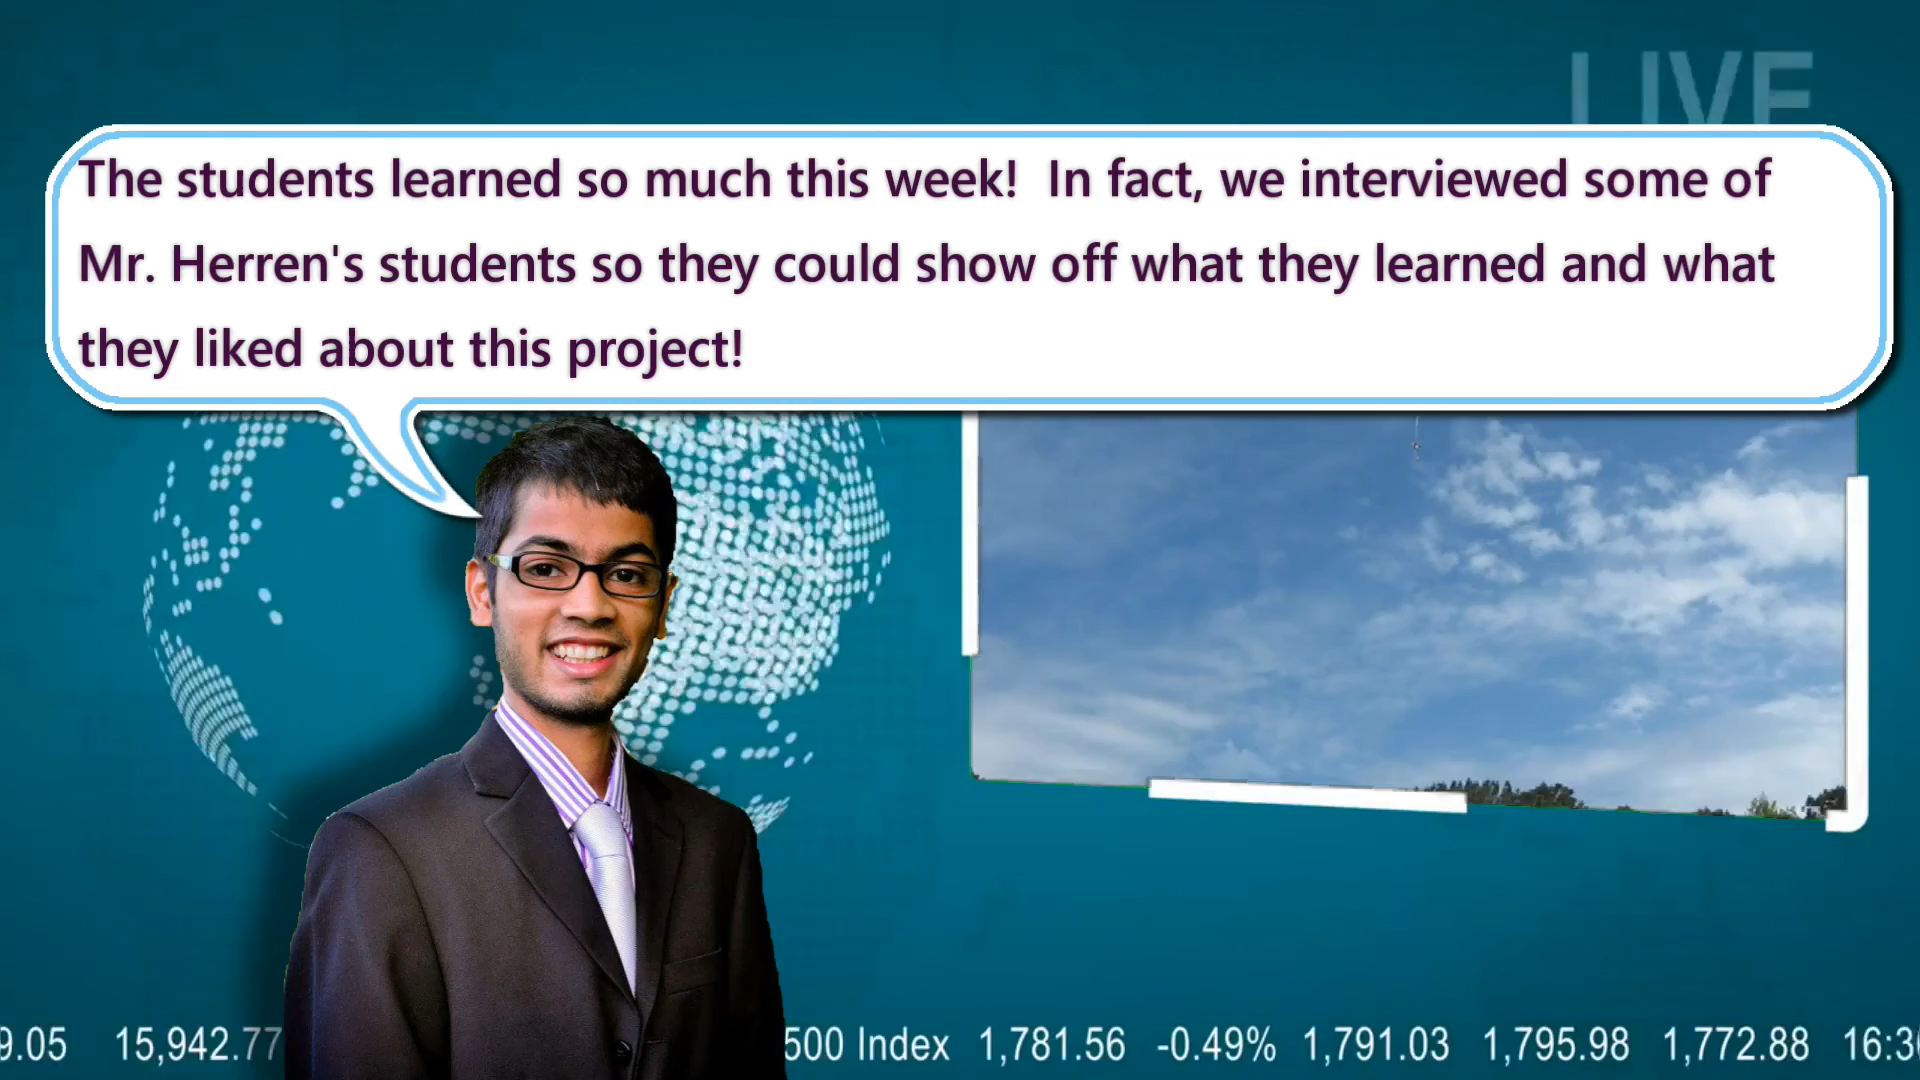 LIVE
The students learned so much this week!  In fact, we interviewed some of
Mr. Herren's students so they could show off what they learned and what
they liked about this project!
9.05 15,942.77 500 Index 1,781.56 -0.49% 1,791.03 1,795.98 1,772.88 16:30